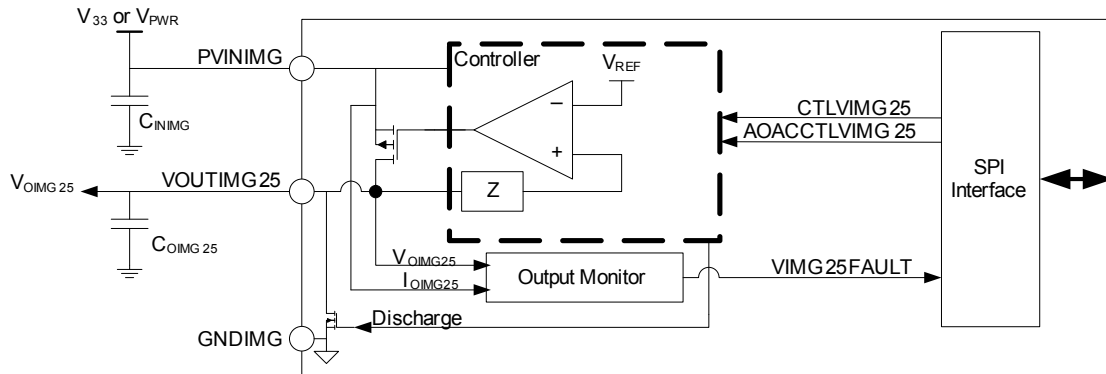 V33 or VPWR
PVINIMG
CINIMG
VOIMG25
VOUTIMG25
COIMG25
GNDIMG
Controller
VREF
−
+
Z
VOIMG25
IOIMG25
Output Monitor
Discharge
CTLVIMG25
AOACCTLVIMG25
VIMG25FAULT
SPI
Interface